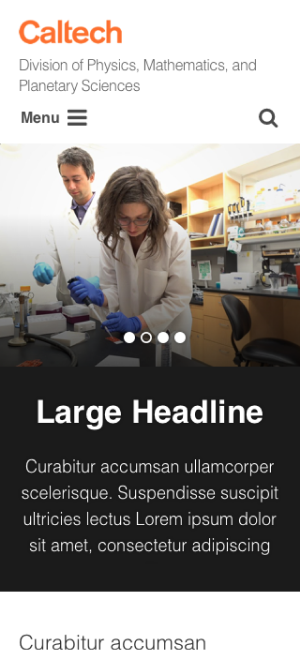 Caltech
Division of Physics, Mathematics, and
Planetary Sciences
Menu
Large Headline
Curabitur accumsan ullamcorper
scelerisque. Suspendisse suscipit
ultricies lectus Lorem ipsum dolor
sit amet, consectetur adipiscing
Curabitur accumsan